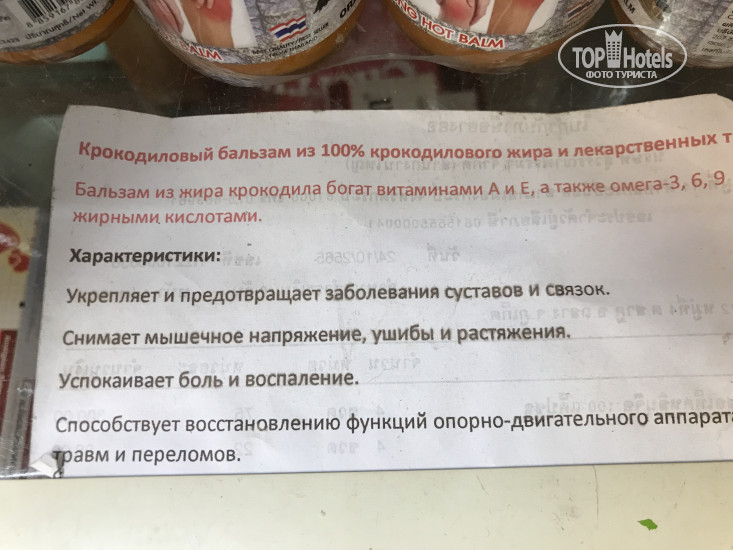 HOT BALM
TOP Hotels
ФОТО ТУРИСТА
Крокодиловый бальзам из 100% крокодилового жира и лекарственных т
Бальзам из жира крокодила богат витаминами А и Е, а также омега-3, 6, 9
жирными кислотами.
Характеристики:
Укрепляет и предотвращает заболевания суставов и связок.
Снимает мышечное напряжение, ушибы и растяжения.
Успокаивает боль и воспаление.
Способствует восстановлению функций опорно-двигательного аппарата
травм и переломов.